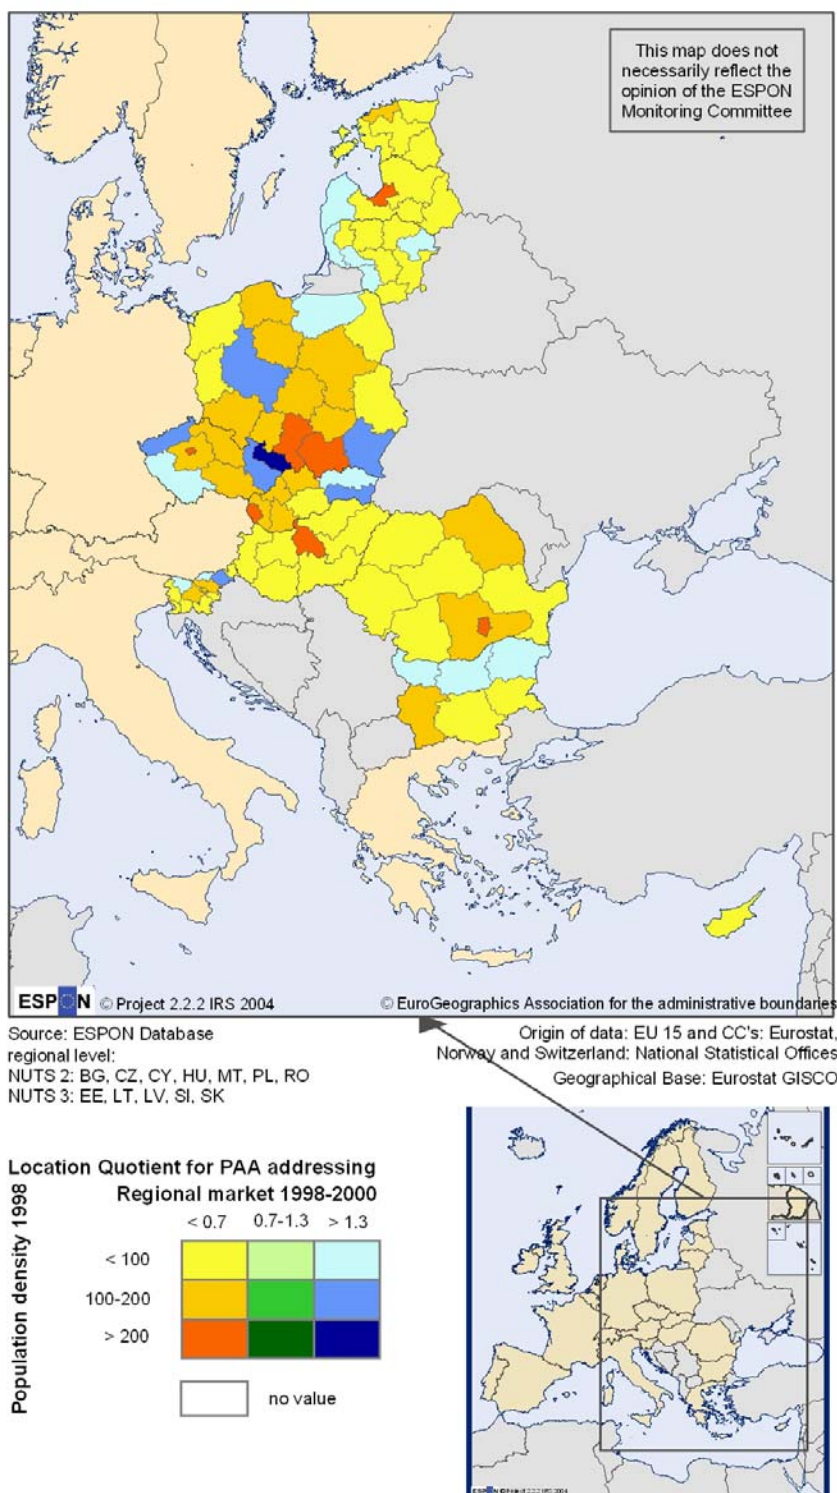 This map does not
necessarily reflect the
opinion of the ESPON
Monitoring Committee
ESPON © Project 2.2.2 IRS 2004
© EuroGeographics Association for the administrative boundaries
Source: ESPON Database
regional level:
NUTS 2: BG, CZ, CY, HU, MT, PL, RO
NUTS 3: EE, LT, LV, SI, SK
Origin of data: EU 15 and CC's: Eurostat,
Norway and Switzerland: National Statistical Offices
Geographical Base: Eurostat GISCO
Location Quotient for PAA addressing
Regional market 1998-2000
Population density 1998
< 0.7 0.7-1.3 > 1.3
< 100
100-200
> 200
no value